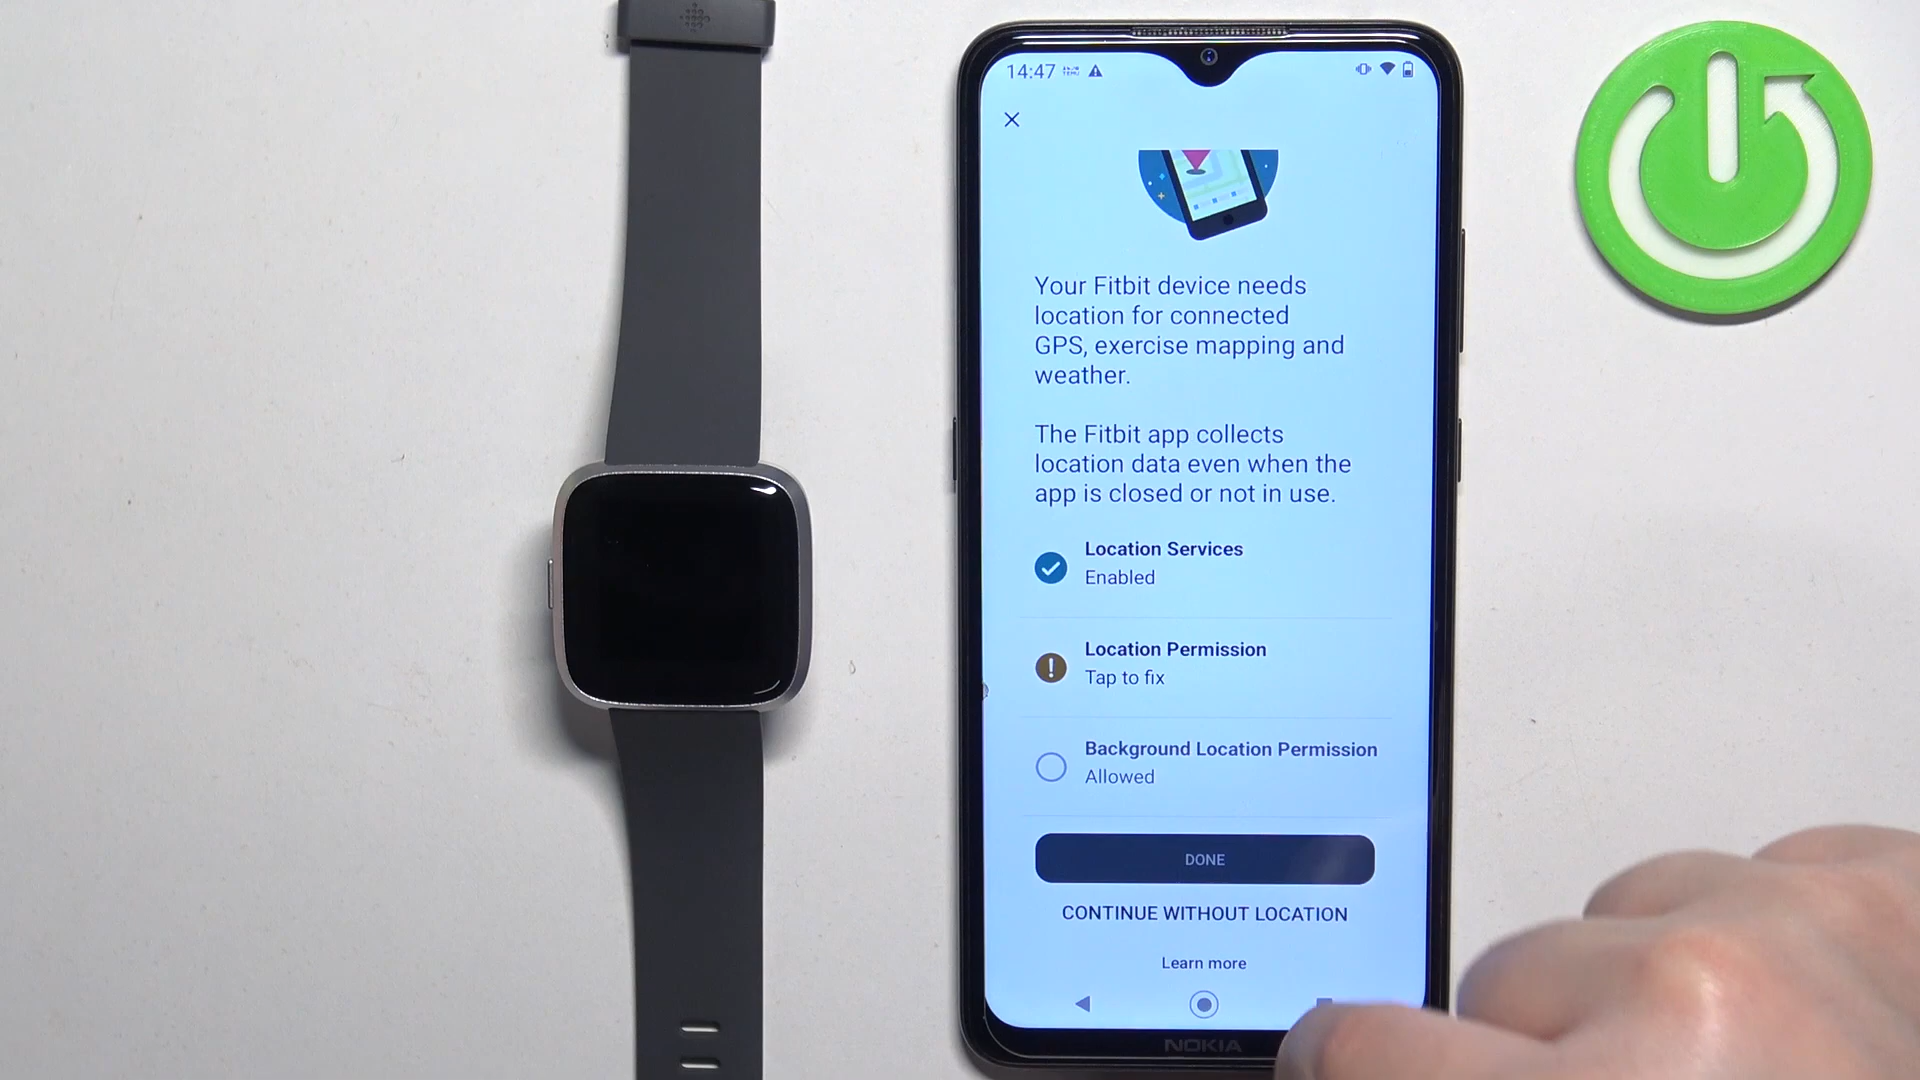 14:47
Your Fitbit device needs
location for connected
GPS, exercise mapping and
weather.
The Fitbit app collects
location data even when the
app is closed or not in use.
Location Services
Enabled
Location Permission
Tap to fix
Background Location Permission
Allowed
DONE
CONTINUE WITHOUT LOCATION
Learn more
NOKIA